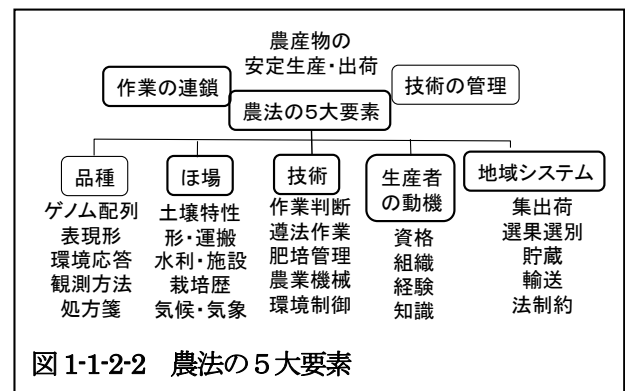 農産物の
安定生産・出荷
作業の連鎖
技術の管理
農法の5大要素
品種
ゲノム配列
表現形
環境応答
観測方法
処方箋
ほ場
土壌特性
形・運搬
水利・施設
栽培歴
気候・気象
技術
作業判断
遵法作業
肥培管理
農業機械
環境制御
生産者
の動機
資格
組織
経験
知識
地域システム
集出荷
選果選別
貯蔵
輸送
法制約
図 1-1-2-2 農法の５大要素